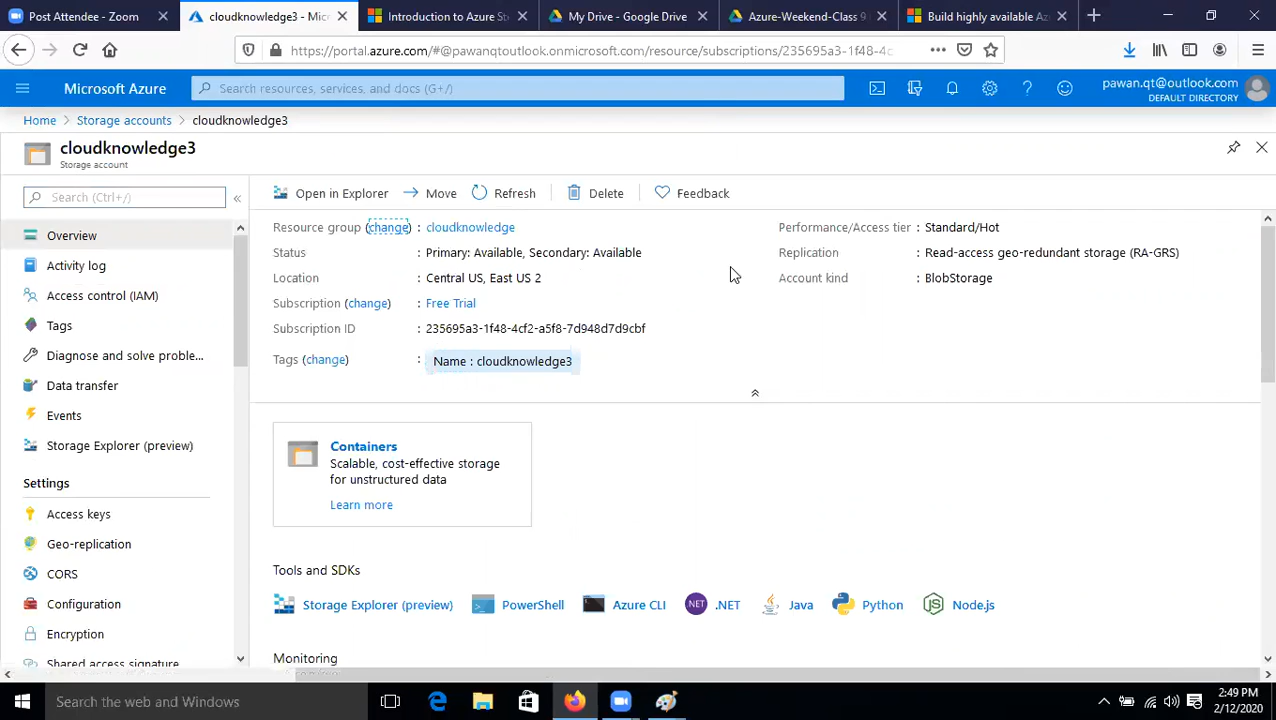 Post Attendee - Zoom
cloudknowledge3 - Micr
Introduction to Azure St
My Drive - Google Drive
Azure-Weekend-Class 9
Build highly available Az
https://portal.azure.com/#@pawanqtoutlook.onmicrosoft.com/resource/subscriptions/235695a3-1f48-4c
Microsoft Azure
Search resources, services, and docs (G+/)
pawan.qt@outlook.com
DEFAULT DIRECTORY
Home > Storage accounts > cloudknowledge3
cloudknowledge3
Storage account
Search (Ctrl+/)
Open in Explorer
Move
Refresh
Delete
Feedback
Overview
Activity log
Access control (IAM)
Tags
Diagnose and solve proble...
Data transfer
Events
Storage Explorer (preview)
Settings
Access keys
Geo-replication
CORS
Configuration
Encryption
Shared access signature
Resource group (change) : cloudknowledge
Status : Primary: Available, Secondary: Available
Location : Central US, East US 2
Subscription (change) : Free Trial
Subscription ID : 235695a3-1f48-4cf2-a5f8-7d948d7d9cbf
Tags (change) : Name : cloudknowledge3
Performance/Access tier : Standard/Hot
Replication : Read-access geo-redundant storage (RA-GRS)
Account kind : BlobStorage
Containers
Scalable, cost-effective storage
for unstructured data
Learn more
Tools and SDKs
Storage Explorer (preview)
PowerShell
Azure CLI
.NET
Java
Python
Node.js
Monitoring
Search the web and Windows
2:49 PM
2/12/2020